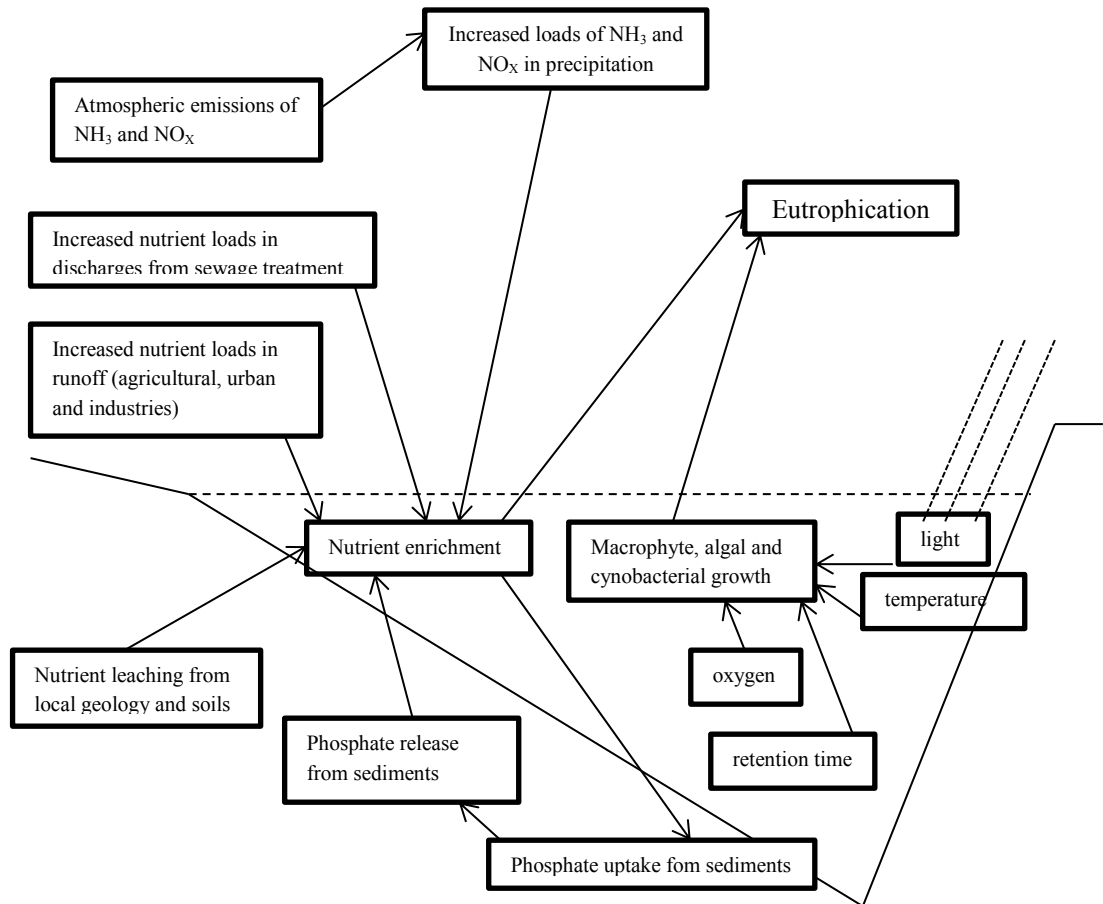 Increased loads of NH₃ and
NOₓ in precipitation
Atmospheric emissions of
NH₃ and NOₓ
Eutrophication
Increased nutrient loads in
discharges from sewage treatment
Increased nutrient loads in
runoff (agricultural, urban
and industries)
Nutrient enrichment
Macrophyte, algal and
cynobacterial growth
light
temperature
oxygen
Nutrient leaching from
local geology and soils
Phosphate release
from sediments
retention time
Phosphate uptake fom sediments